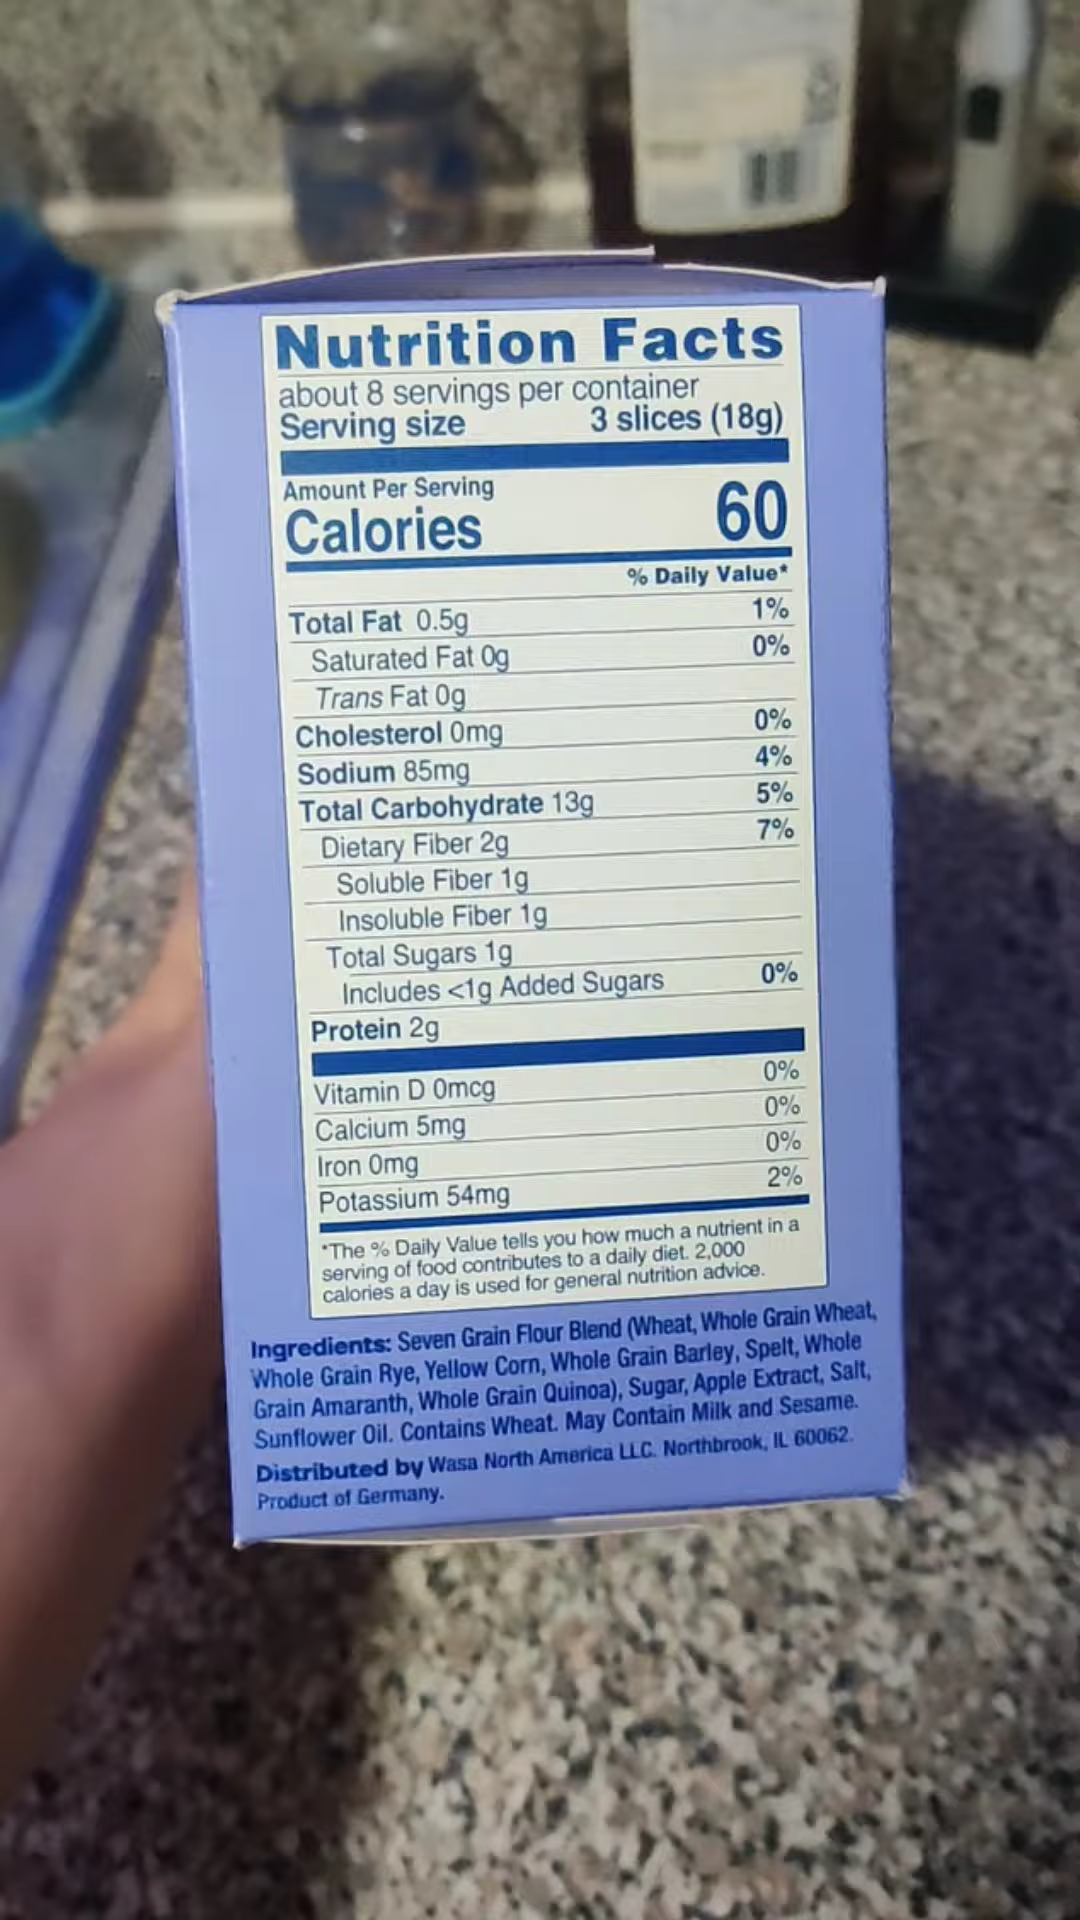 Nutrition Facts
about 8 servings per container
Serving size 3 slices (18g)
Amount Per Serving
Calories 60
% Daily Value*
Total Fat 0.5g 1%
Saturated Fat 0g 0%
Trans Fat 0g
Cholesterol 0mg 0%
Sodium 85mg 4%
Total Carbohydrate 13g 5%
Dietary Fiber 2g 7%
Soluble Fiber 1g
Insoluble Fiber 1g
Total Sugars 1g
Includes <1g Added Sugars 0%
Protein 2g
Vitamin D 0mcg 0%
Calcium 5mg 0%
Iron 0mg 0%
Potassium 54mg 2%
*The % Daily Value tells you how much a nutrient in a
serving of food contributes to a daily diet. 2,000
calories a day is used for general nutrition advice.
Ingredients: Seven Grain Flour Blend (Wheat, Whole Grain Wheat,
Whole Grain Rye, Yellow Corn, Whole Grain Barley, Spelt, Whole
Grain Amaranth, Whole Grain Quinoa), Sugar, Apple Extract, Salt,
Sunflower Oil. Contains Wheat. May Contain Milk and Sesame.
Distributed by Wasa North America LLC. Northbrook, IL 60062.
Product of Germany.